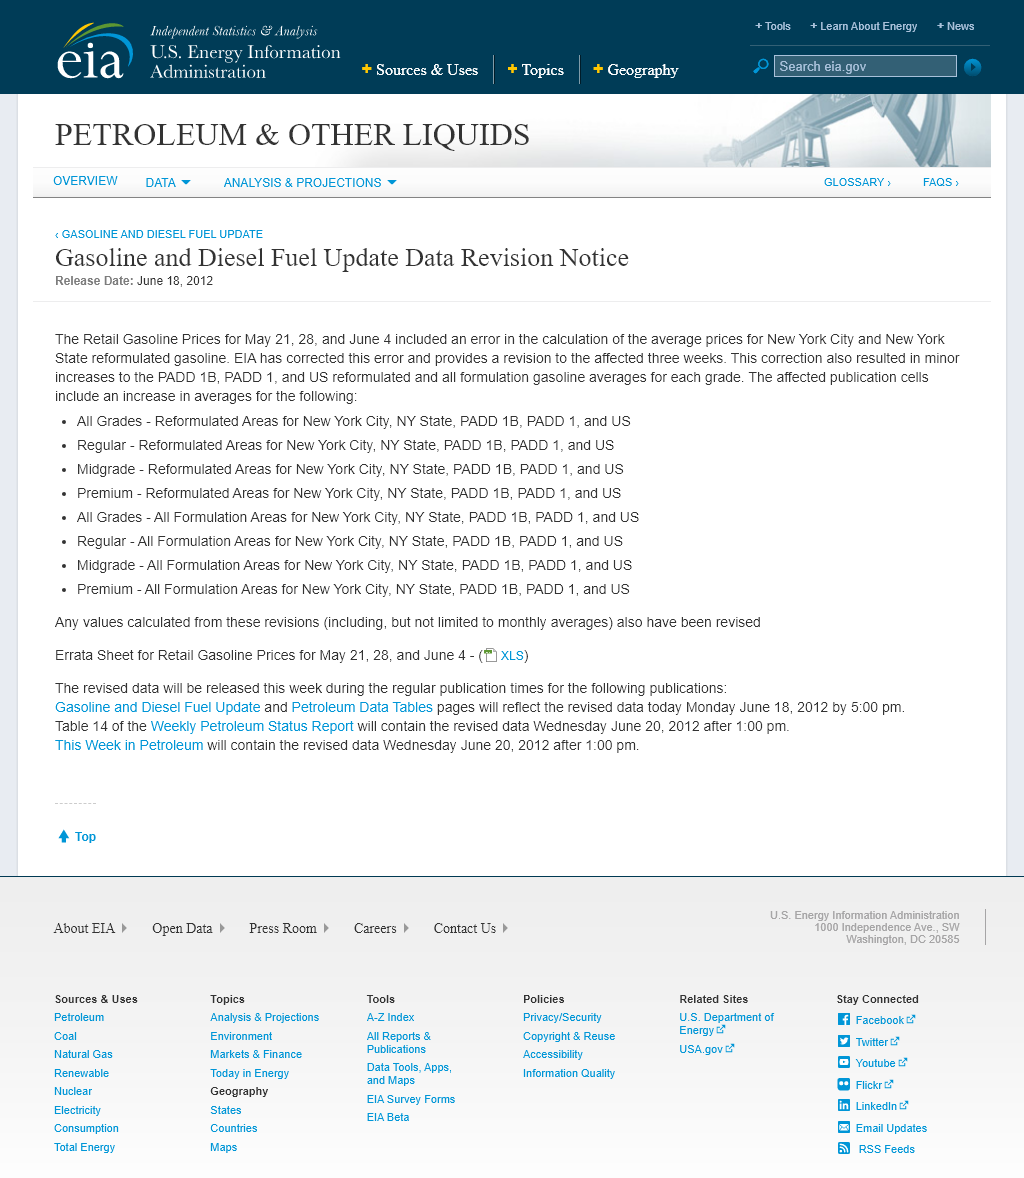 + Tools + Learn About Energy + News
Independent Statistics & Analysis
U.S. Energy Information
Administration
eia
+ Sources & Uses + Topics + Geography
Search eia.gov
PETROLEUM & OTHER LIQUIDS
OVERVIEW DATA ANALYSIS & PROJECTIONS GLOSSARY › FAQS ›
‹ GASOLINE AND DIESEL FUEL UPDATE
Gasoline and Diesel Fuel Update Data Revision Notice
Release Date: June 18, 2012
The Retail Gasoline Prices for May 21, 28, and June 4 included an error in the calculation of the average prices for New York City and New York
State reformulated gasoline. EIA has corrected this error and provides a revision to the affected three weeks. This correction also resulted in minor
increases to the PADD 1B, PADD 1, and US reformulated and all formulation gasoline averages for each grade. The affected publication cells
include an increase in averages for the following:
• All Grades - Reformulated Areas for New York City, NY State, PADD 1B, PADD 1, and US
• Regular - Reformulated Areas for New York City, NY State, PADD 1B, PADD 1, and US
• Midgrade - Reformulated Areas for New York City, NY State, PADD 1B, PADD 1, and US
• Premium - Reformulated Areas for New York City, NY State, PADD 1B, PADD 1, and US
• All Grades - All Formulation Areas for New York City, NY State, PADD 1B, PADD 1, and US
• Regular - All Formulation Areas for New York City, NY State, PADD 1B, PADD 1, and US
• Midgrade - All Formulation Areas for New York City, NY State, PADD 1B, PADD 1, and US
• Premium - All Formulation Areas for New York City, NY State, PADD 1B, PADD 1, and US
Any values calculated from these revisions (including, but not limited to monthly averages) also have been revised
Errata Sheet for Retail Gasoline Prices for May 21, 28, and June 4 - ( XLS)
The revised data will be released this week during the regular publication times for the following publications:
Gasoline and Diesel Fuel Update and Petroleum Data Tables pages will reflect the revised data today Monday June 18, 2012 by 5:00 pm.
Table 14 of the Weekly Petroleum Status Report will contain the revised data Wednesday June 20, 2012 after 1:00 pm.
This Week in Petroleum will contain the revised data Wednesday June 20, 2012 after 1:00 pm.
Top
About EIA Open Data Press Room Careers Contact Us
U.S. Energy Information Administration
1000 Independence Ave., SW
Washington, DC 20585
Sources & Uses
Petroleum
Coal
Natural Gas
Renewable
Nuclear
Electricity
Consumption
Total Energy
Topics
Analysis & Projections
Environment
Markets & Finance
Today in Energy
Geography
States
Countries
Maps
Tools
A-Z Index
All Reports &
Publications
Data Tools, Apps,
and Maps
EIA Survey Forms
EIA Beta
Policies
Privacy/Security
Copyright & Reuse
Accessibility
Information Quality
Related Sites
U.S. Department of
Energy
USA.gov
Stay Connected
Facebook
Twitter
Youtube
Flickr
LinkedIn
Email Updates
RSS Feeds